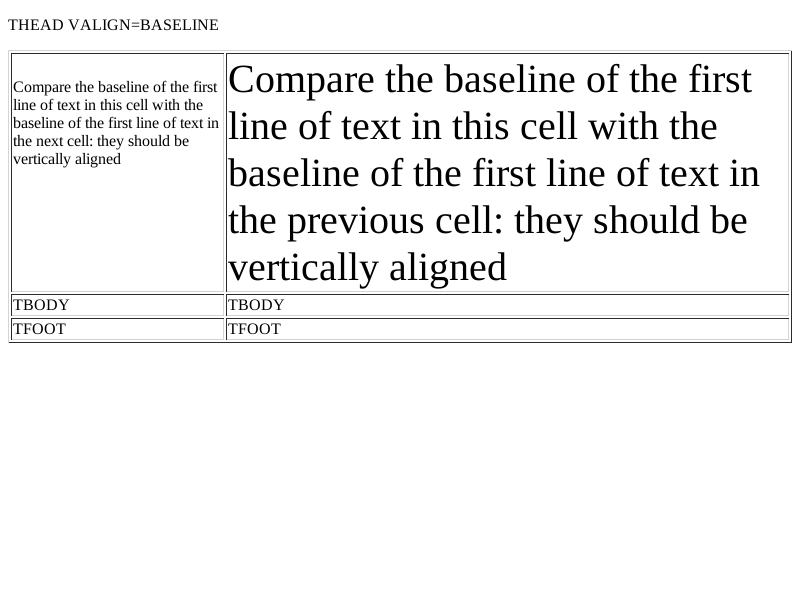 THEAD VALIGN=BASELINE
Compare the baseline of the first
line of text in this cell with the
baseline of the first line of text in
the next cell: they should be
vertically aligned
Compare the baseline of the first
line of text in this cell with the
baseline of the first line of text in
the previous cell: they should be
vertically aligned
TBODY
TBODY
TFOOT
TFOOT